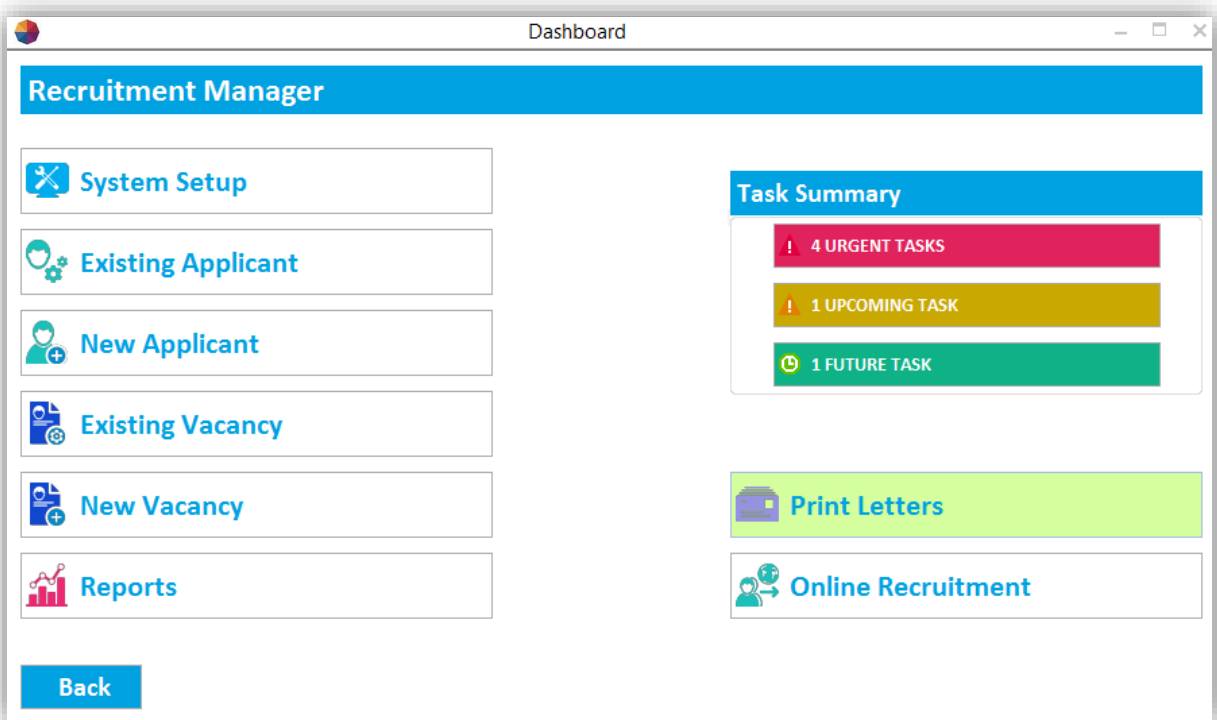 Dashboard
Recruitment Manager
System Setup
Existing Applicant
New Applicant
Existing Vacancy
New Vacancy
Reports
Back
Task Summary
4 URGENT TASKS
1 UPCOMING TASK
1 FUTURE TASK
Print Letters
Online Recruitment